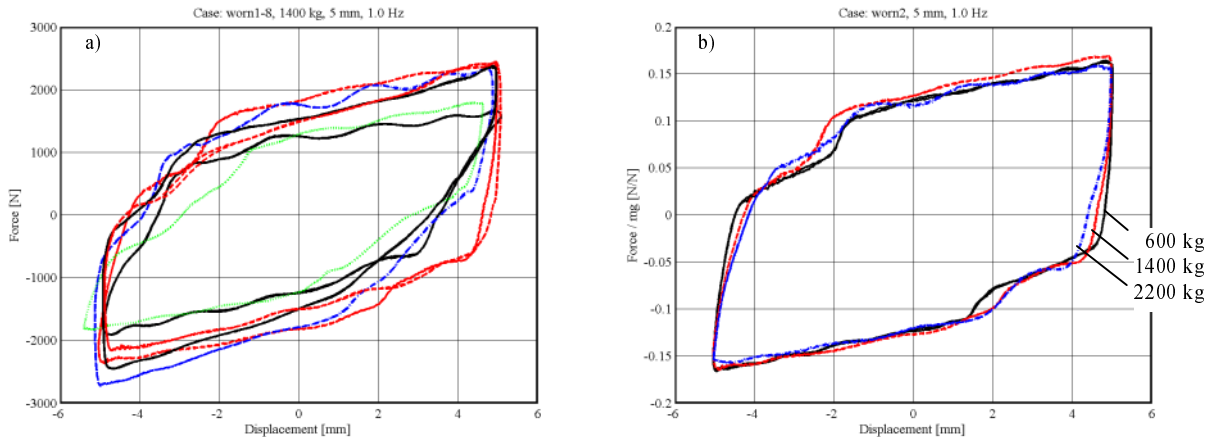 Case: worn1-8, 1400 kg, 5 mm, 1.0 Hz
a)
3000
2000
1000
0
-1000
-2000
-3000
Force [N]
-6
-4
-2
0
2
4
6
Displacement [mm]
Case: worn2, 5 mm, 1.0 Hz
b)
0.2
0.15
0.1
0.05
0
-0.05
-0.1
-0.15
-0.2
Force / mg [N/N]
600 kg
1400 kg
2200 kg
-6
-4
-2
0
2
4
6
Displacement [mm]